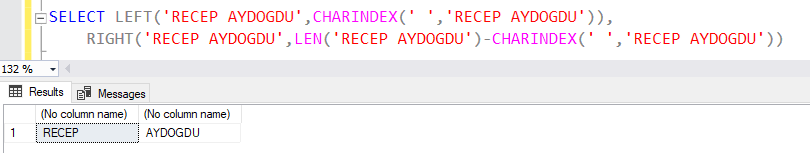 SELECT LEFT('RECEP AYDOGDU',CHARINDEX(' ','RECEP AYDOGDU')),
RIGHT('RECEP AYDOGDU',LEN('RECEP AYDOGDU')-CHARINDEX(' ','RECEP AYDOGDU'))
132 %
Results Messages
(No column name) (No column name)
1 RECEP AYDOGDU